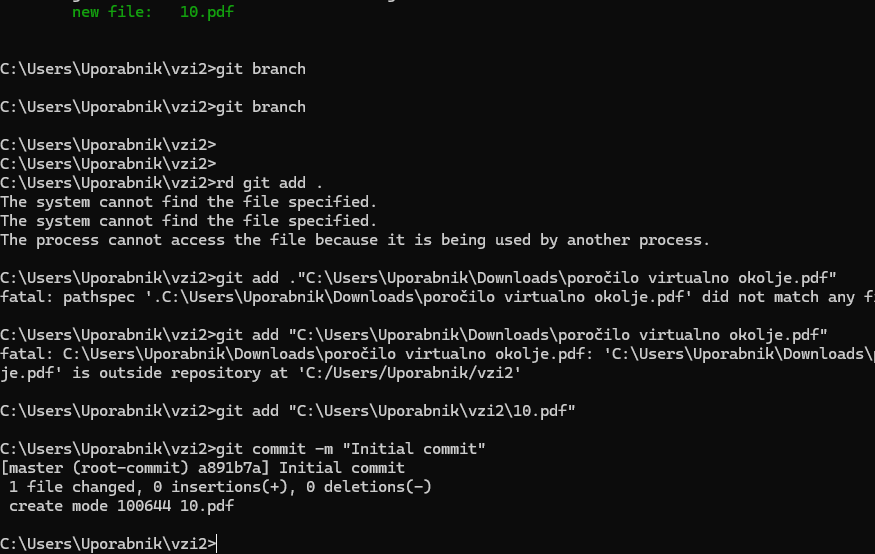 new file:   10.pdf
C:\Users\Uporabnik\vzi2>git branch
C:\Users\Uporabnik\vzi2>git branch
C:\Users\Uporabnik\vzi2>
C:\Users\Uporabnik\vzi2>
C:\Users\Uporabnik\vzi2>rd git add .
The system cannot find the file specified.
The system cannot find the file specified.
The process cannot access the file because it is being used by another process.
C:\Users\Uporabnik\vzi2>git add ."C:\Users\Uporabnik\Downloads\poročilo virtualno okolje.pdf"
fatal: pathspec '.C:\Users\Uporabnik\Downloads\poročilo virtualno okolje.pdf' did not match any
C:\Users\Uporabnik\vzi2>git add "C:\Users\Uporabnik\Downloads\poročilo virtualno okolje.pdf"
fatal: C:\Users\Uporabnik\Downloads\poročilo virtualno okolje.pdf: 'C:\Users\Uporabnik\Downloads\
je.pdf' is outside repository at 'C:/Users/Uporabnik/vzi2'
C:\Users\Uporabnik\vzi2>git add "C:\Users\Uporabnik\vzi2\10.pdf"
C:\Users\Uporabnik\vzi2>git commit -m "Initial commit"
[master (root-commit) a891b7a] Initial commit
 1 file changed, 0 insertions(+), 0 deletions(-)
 create mode 100644 10.pdf
C:\Users\Uporabnik\vzi2>